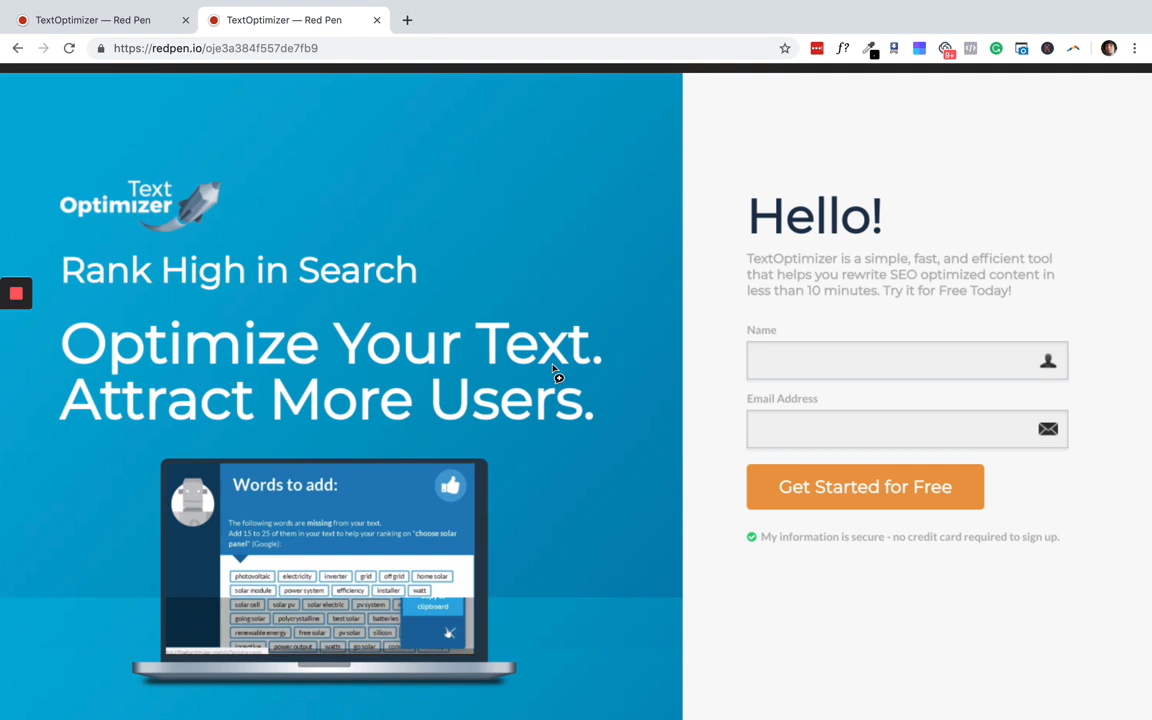 TextOptimizer — Red Pen
TextOptimizer — Red Pen
https://redpen.io/oje3a384f557de7fb9
f?
9+
K
Text
Optimizer
Rank High in Search
Optimize Your Text.
Attract More Users.
Words to add:
The following words are missing from your text.
Add 15 to 25 of them in your text to help your ranking on "choose solar
panel" (Google):
photovoltaic electricity inverter grid off grid home solar
solar module power system efficiency installer watt
solar cell solar pv solar electric pv system
clipboard
going solar polycrystalline best solar batteries
renewable energy free solar pv solar silicon
power output watts go solar
Hello!
TextOptimizer is a simple, fast, and efficient tool
that helps you rewrite SEO optimized content in
less than 10 minutes. Try it for Free Today!
Name
Email Address
Get Started for Free
My information is secure - no credit card required to sign up.